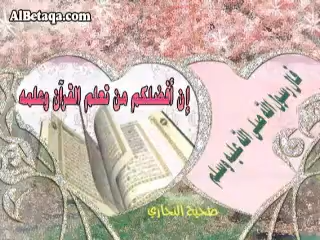 AlBetaqa.com
قال رسول الله صلى الله عليه وسلم
إن أفضلكم من تعلم القرآن وعلمه
صحيح البخاري